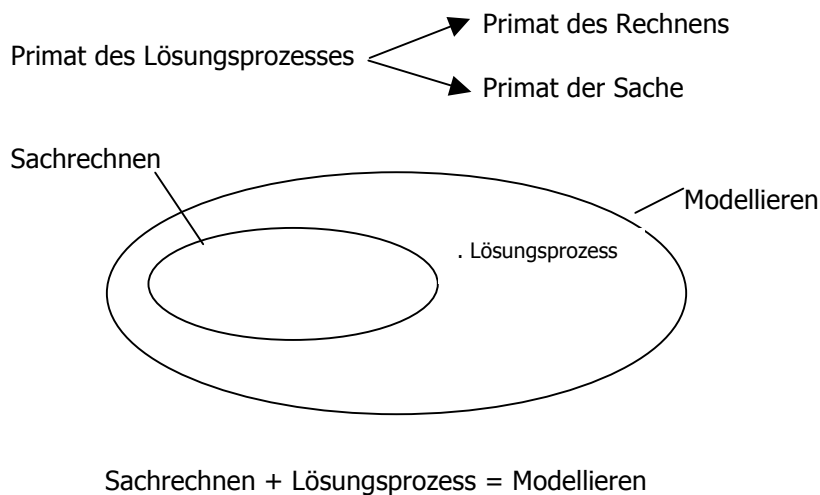 Primat des Rechnens
Primat des Lösungsprozesses
Primat der Sache
Sachrechnen
Modellieren
. Lösungsprozess
Sachrechnen + Lösungsprozess = Modellieren